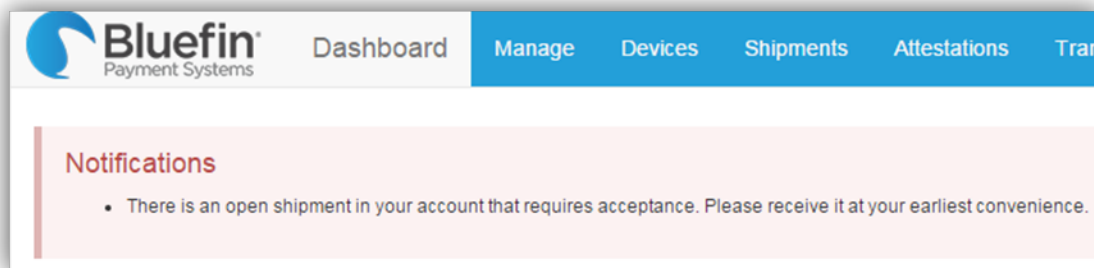 Bluefin
Payment Systems
Dashboard Manage Devices Shipments Attestations
Notifications
• There is an open shipment in your account that requires acceptance. Please receive it at your earliest convenience.